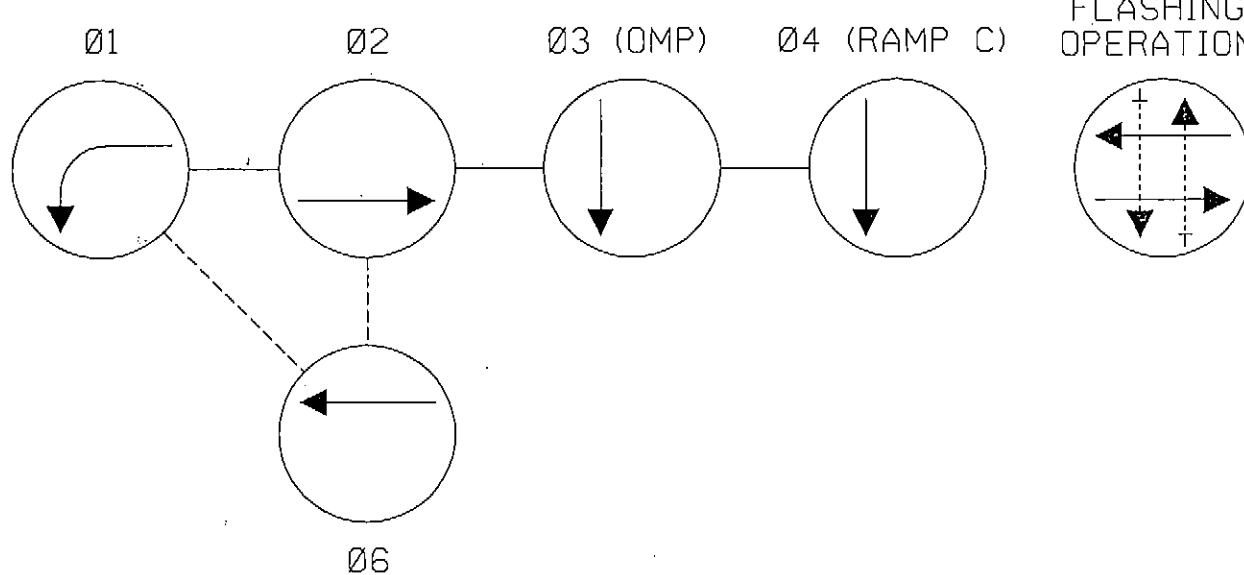 Ø1
Ø2
Ø3 (OMP)
Ø4 (RAMP C)
FLASHING
OPERATION
Ø6